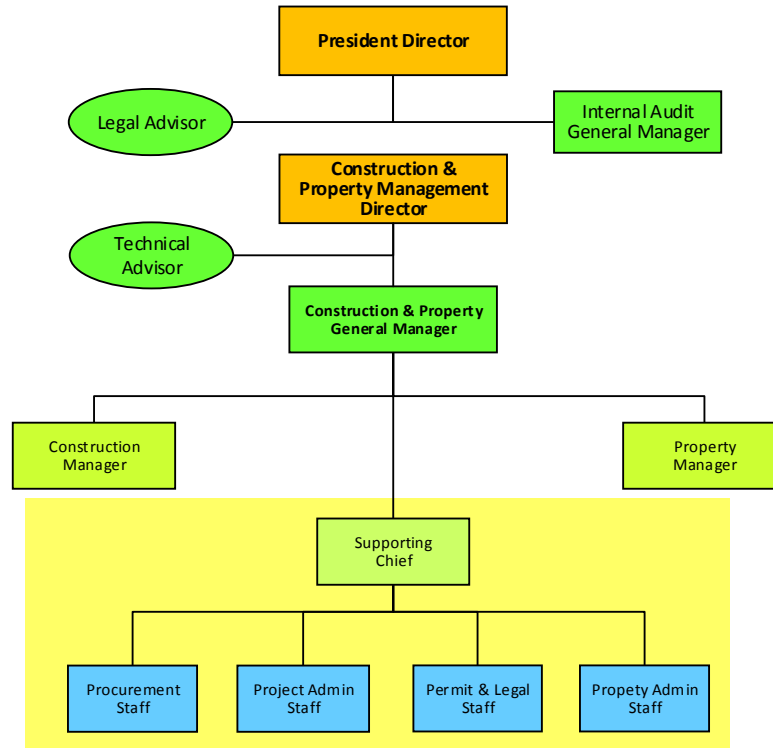 President Director
Legal Advisor
Internal Audit
General Manager
Construction &
Property Management
Director
Technical
Advisor
Construction & Property
General Manager
Construction
Manager
Property
Manager
Supporting
Chief
Procurement
Staff
Project Admin
Staff
Permit & Legal
Staff
Propety Admin
Staff